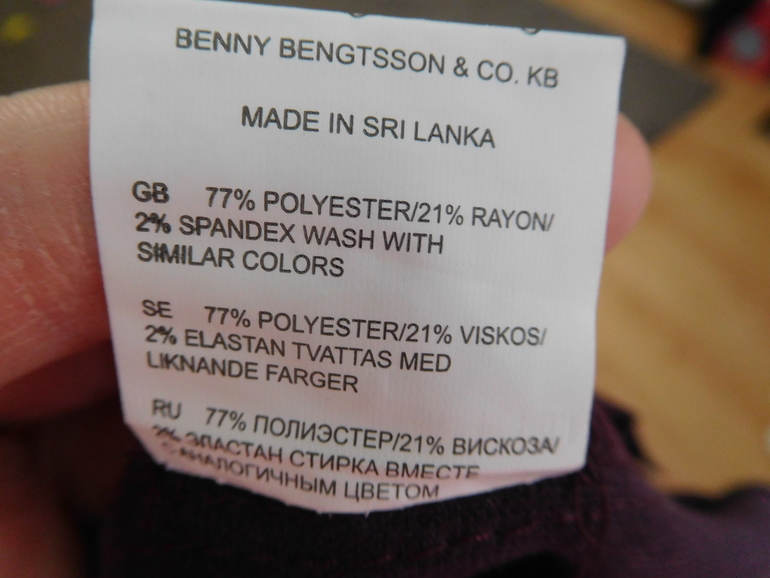 BENNY BENGTSSON & CO. KB
MADE IN SRI LANKA
GB 77% POLYESTER/21% RAYON/
2% SPANDEX WASH WITH
SIMILAR COLORS
SE 77% POLYESTER/21% VISKOS/
2% ELASTAN TVATTAS MED
LIKNANDE FARGER
RU 77% ПОЛИЭСТЕР/21% ВИСКОЗА/
2% ЭЛАСТАН СТИРКА ВМЕСТЕ
С АНАЛОГИЧНЫМ ЦВЕТОМ